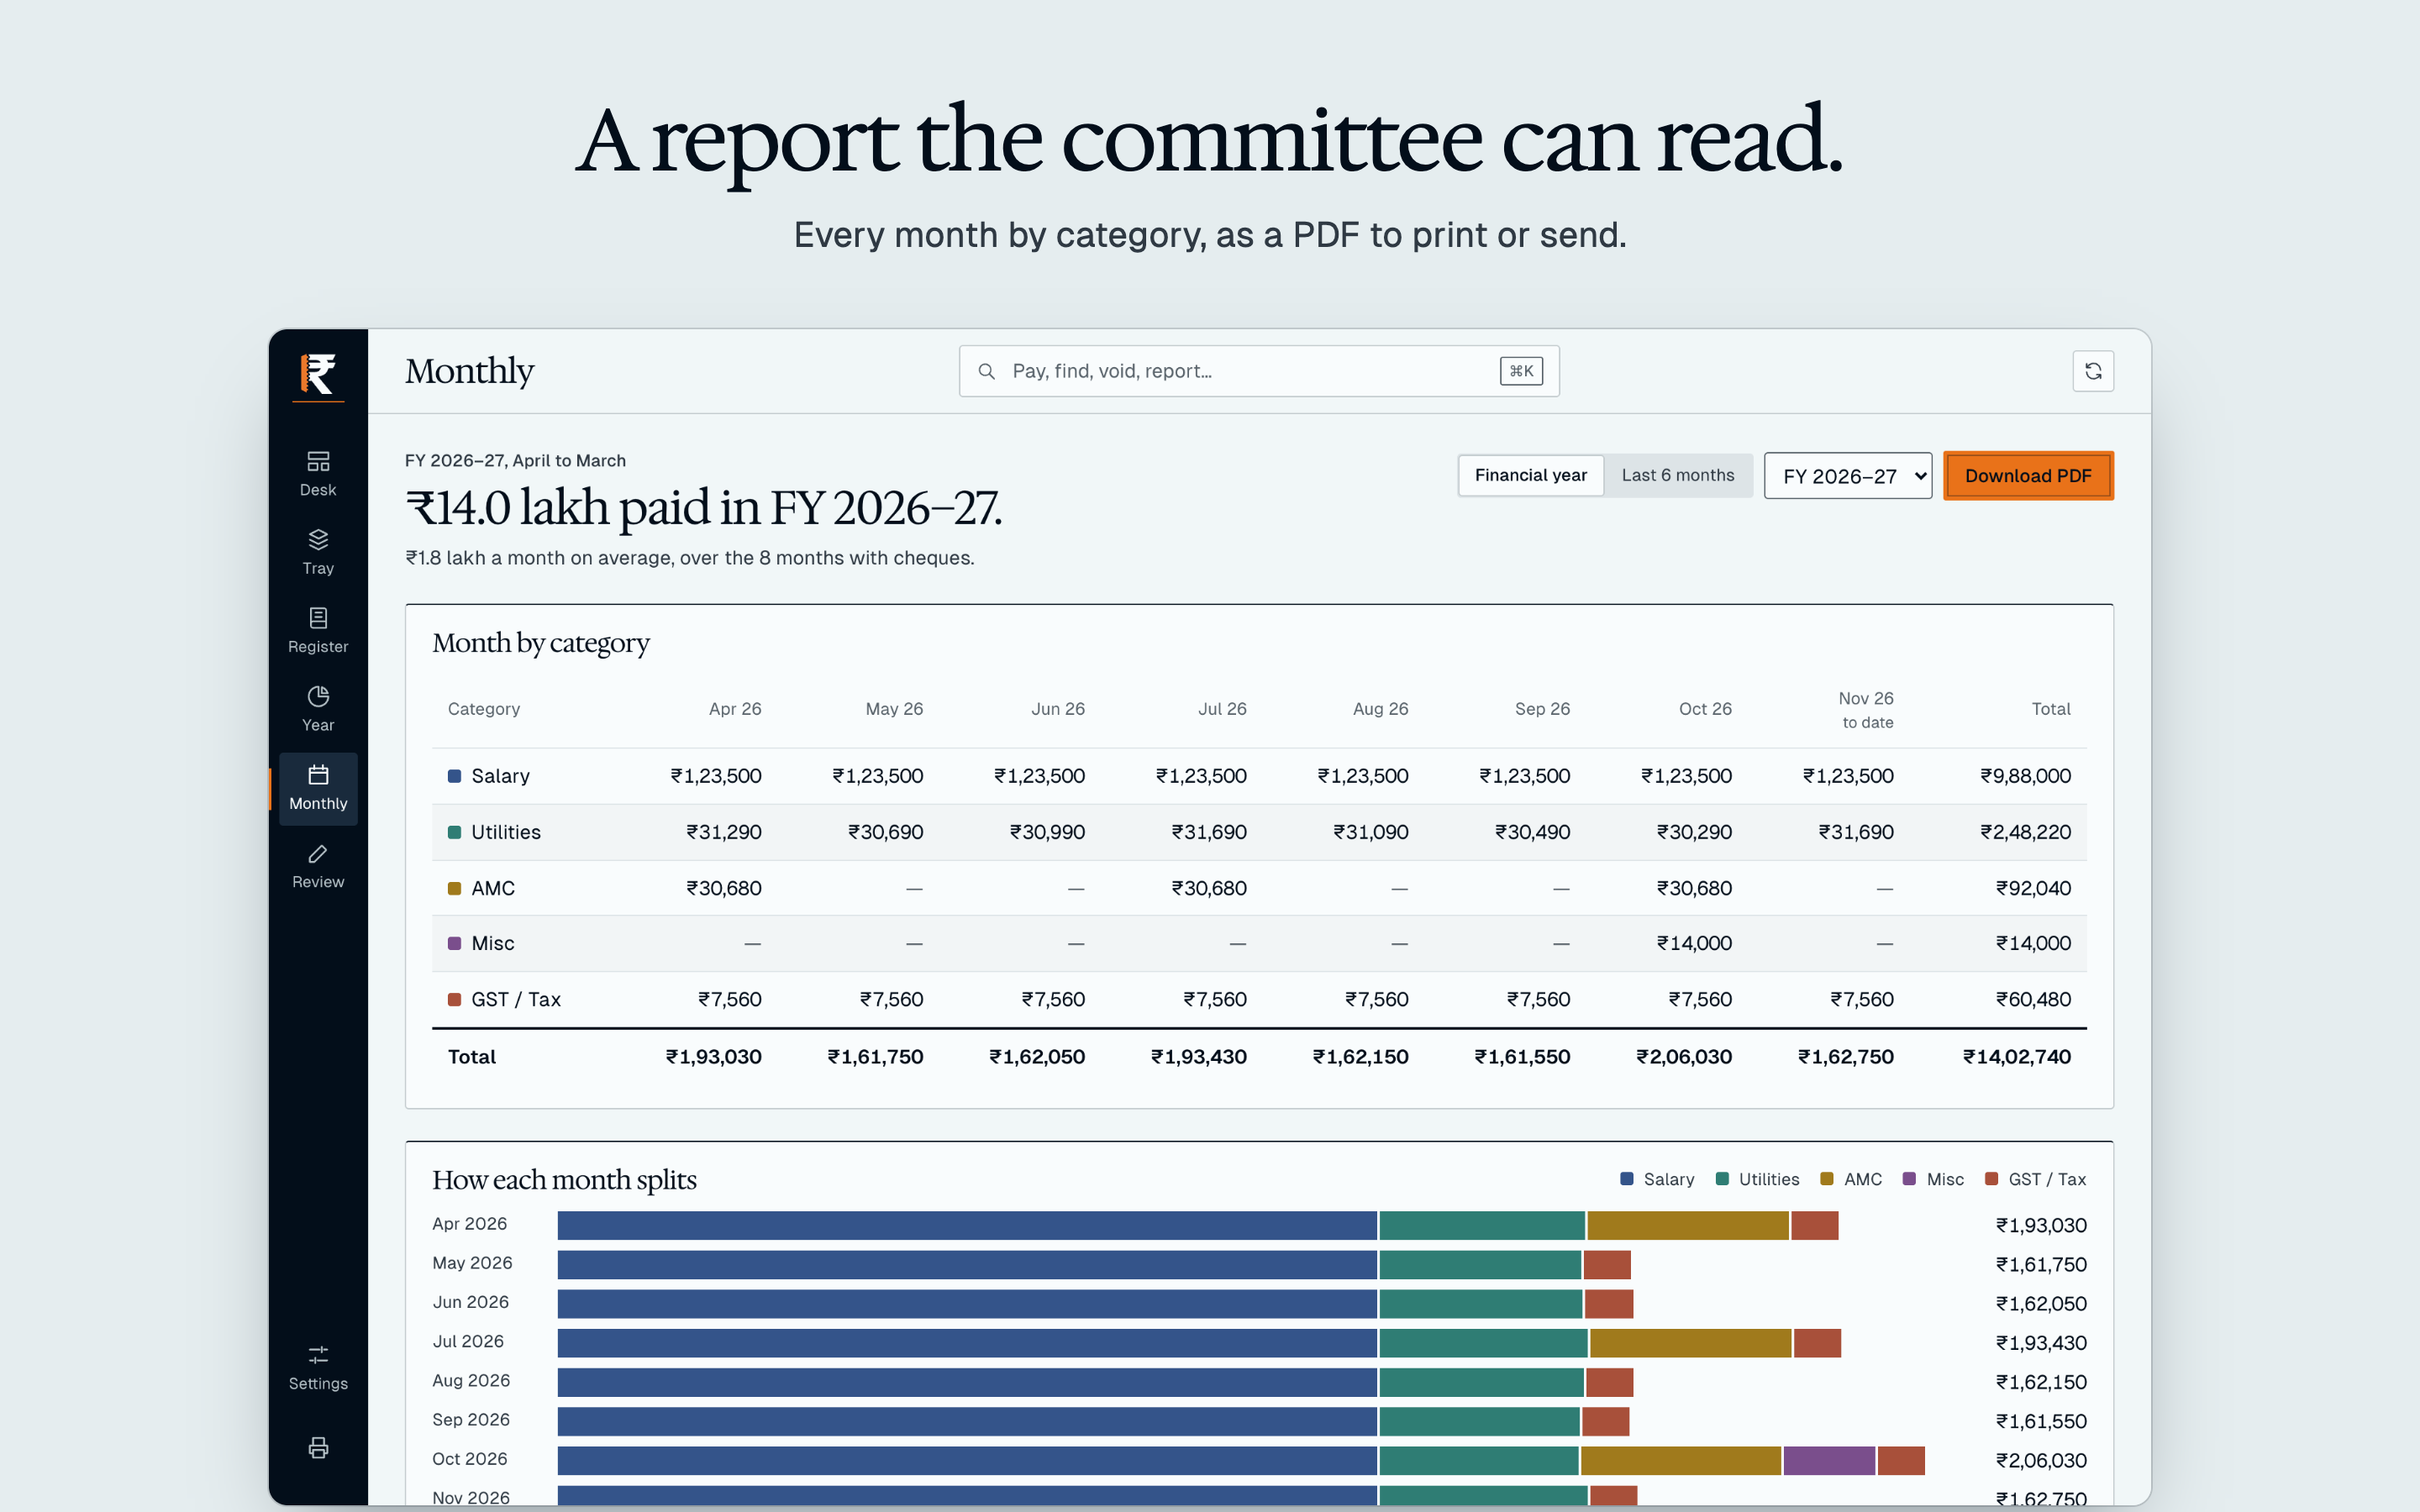 A report the committee can read.
Every month by category, as a PDF to print or send.
Monthly
Pay, find, void, report...
⌘K
Desk
Tray
Register
Year
Monthly
Review
Settings
FY 2026–27, April to March
₹14.0 lakh paid in FY 2026–27.
₹1.8 lakh a month on average, over the 8 months with cheques.
Financial year
Last 6 months
FY 2026–27
Download PDF
Month by category
Category Apr 26 May 26 Jun 26 Jul 26 Aug 26 Sep 26 Oct 26 Nov 26 to date Total
Salary ₹1,23,500 ₹1,23,500 ₹1,23,500 ₹1,23,500 ₹1,23,500 ₹1,23,500 ₹1,23,500 ₹1,23,500 ₹9,88,000
Utilities ₹31,290 ₹30,690 ₹30,990 ₹31,690 ₹31,090 ₹30,490 ₹30,290 ₹31,690 ₹2,48,220
AMC ₹30,680 — — ₹30,680 — — ₹30,680 — ₹92,040
Misc — — — — — — ₹14,000 — ₹14,000
GST / Tax ₹7,560 ₹7,560 ₹7,560 ₹7,560 ₹7,560 ₹7,560 ₹7,560 ₹7,560 ₹60,480
Total ₹1,93,030 ₹1,61,750 ₹1,62,050 ₹1,93,430 ₹1,62,150 ₹1,61,550 ₹2,06,030 ₹1,62,750 ₹14,02,740
How each month splits
Salary Utilities AMC Misc GST / Tax
Apr 2026 ₹1,93,030
May 2026 ₹1,61,750
Jun 2026 ₹1,62,050
Jul 2026 ₹1,93,430
Aug 2026 ₹1,62,150
Sep 2026 ₹1,61,550
Oct 2026 ₹2,06,030
Nov 2026 ₹1,62,750